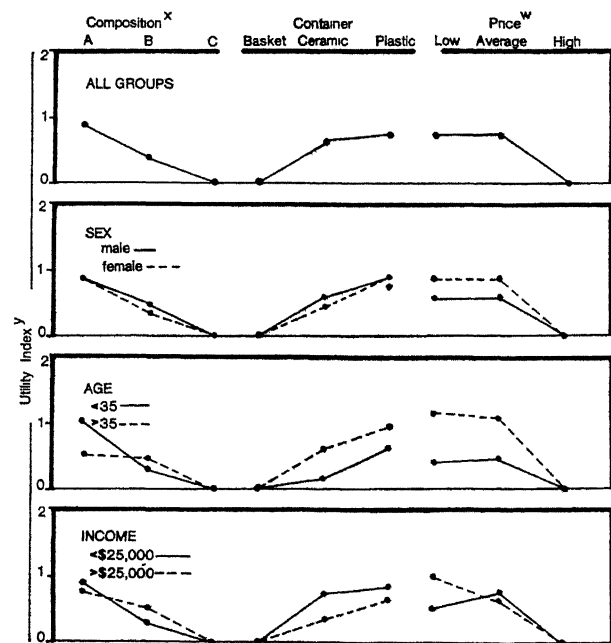 Composition x Container Price w
A B C Basket Ceramic Plastic Low Average High
2
ALL GROUPS
1
0
2
SEX
male
1
female
0
2
AGE
<35
1
>35
0
2
INCOME
<$25,000
1
>$25,000
0
Utility Index y